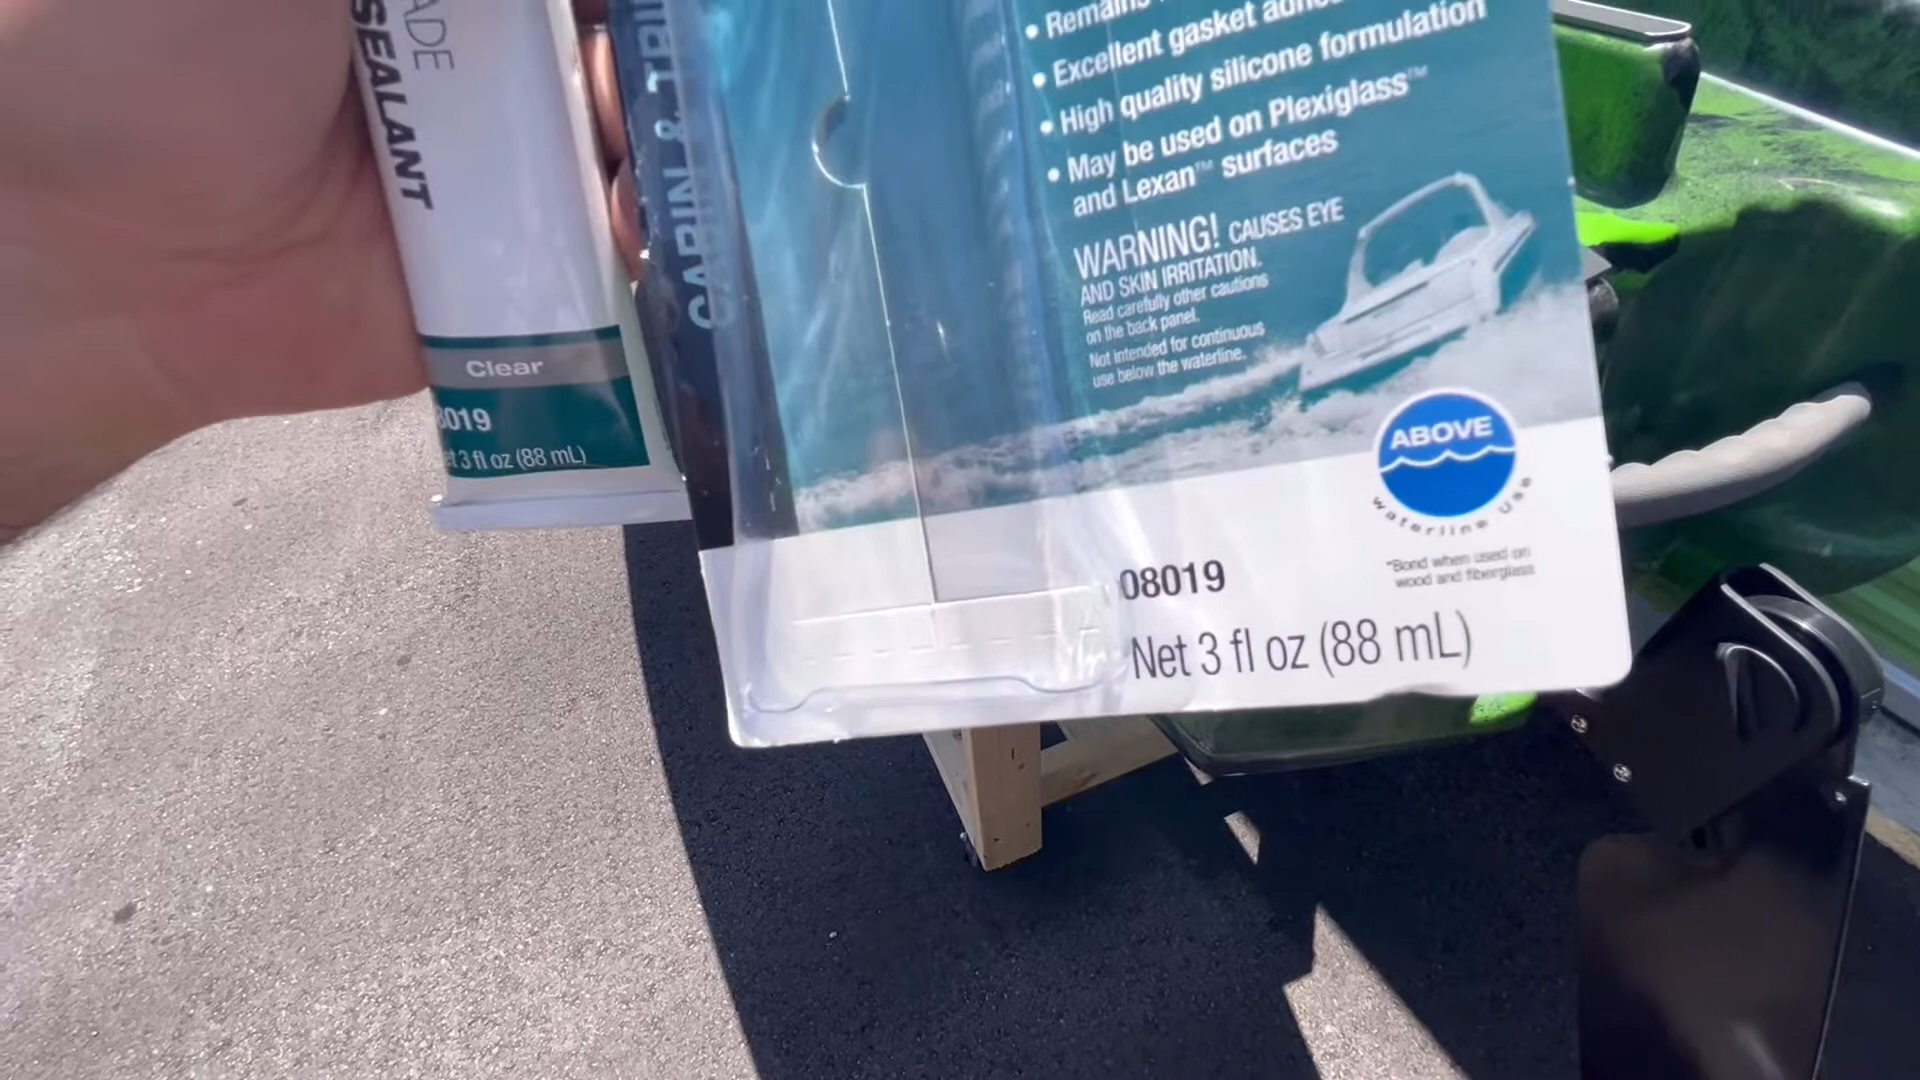 ADE
SEALANT
Clear
8019
et 3 fl oz (88 mL)
CABIN & TRI
• Remains
• Excellent gasket
• High quality silicone formulation
• May be used on Plexiglass™
and Lexan™ surfaces
WARNING! CAUSES EYE
AND SKIN IRRITATION.
Read carefully other cautions
on the back panel.
Not intended for continuous
use below the waterline.
ABOVE
waterline use
*Bond when used on
wood and fiberglass
08019
Net 3 fl oz (88 mL)